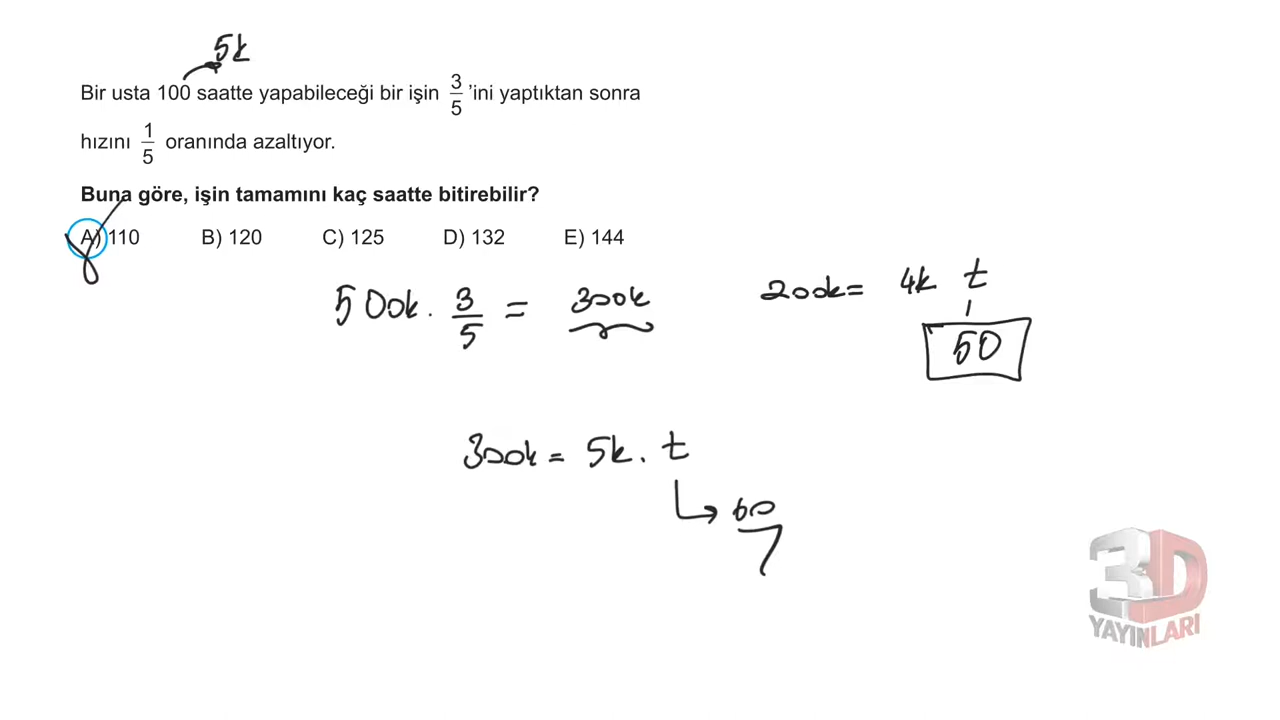 5k
Bir usta 100 saatte yapabileceği bir işin 3/5 'ini yaptıktan sonra
hızını 1/5 oranında azaltıyor.
Buna göre, işin tamamını kaç saatte bitirebilir?
A) 110 B) 120 C) 125 D) 132 E) 144
500k . 3/5 = 300k
200k = 4k t
50
300k = 5k . t
60
3D
YAYINLARI